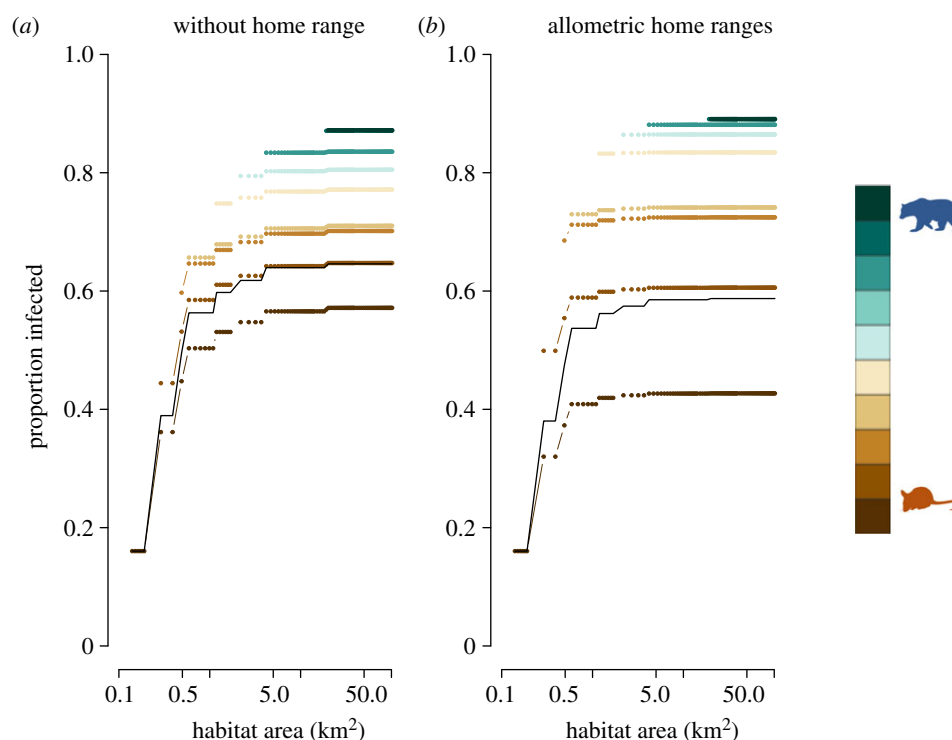 (a) without home range
(b) allometric home ranges
proportion infected
1.0
0.8
0.6
0.4
0.2
0
0.1 0.5 5.0 50.0
habitat area (km²)
1.0
0.8
0.6
0.4
0.2
0
0.1 0.5 5.0 50.0
habitat area (km²)